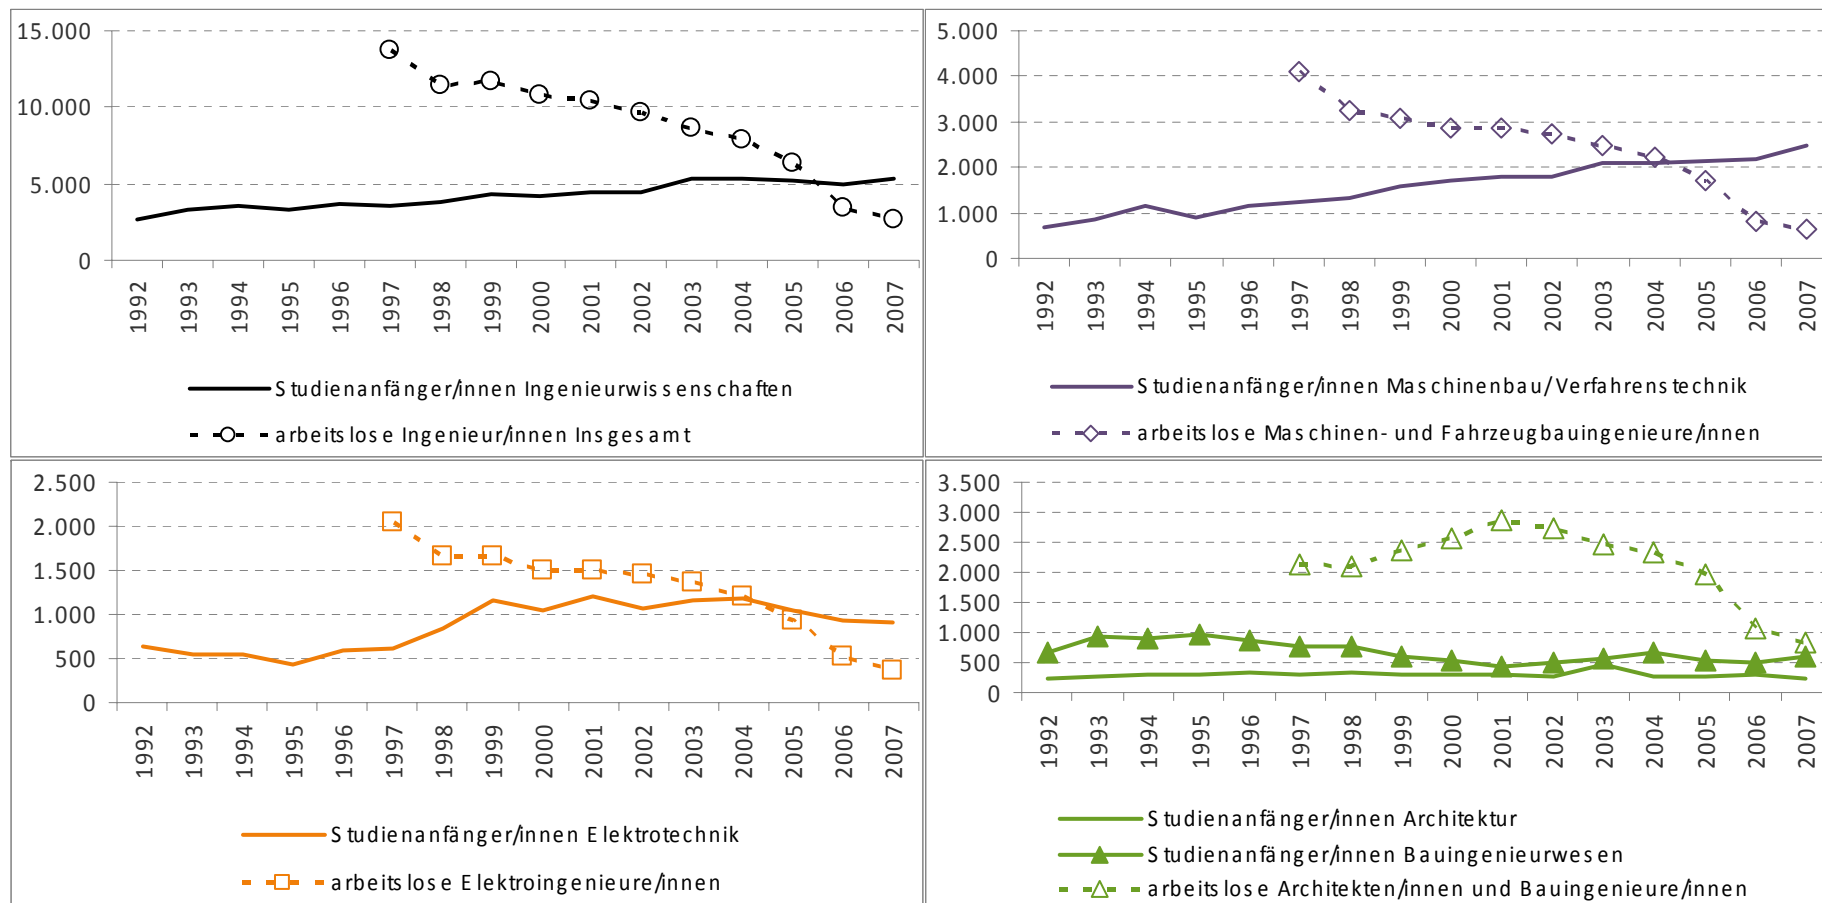 15.000
10.000
5.000
0
1992 1993 1994 1995 1996 1997 1998 1999 2000 2001 2002 2003 2004 2005 2006 2007
Studienanfänger/innen Ingenieurwissenschaften
arbeitslose Ingenieur/innen Insgesamt
5.000
4.000
3.000
2.000
1.000
0
1992 1993 1994 1995 1996 1997 1998 1999 2000 2001 2002 2003 2004 2005 2006 2007
Studienanfänger/innen Maschinenbau/Verfahrenstechnik
arbeitslose Maschinen- und Fahrzeugbauingenieure/innen
2.500
2.000
1.500
1.000
500
0
1992 1993 1994 1995 1996 1997 1998 1999 2000 2001 2002 2003 2004 2005 2006 2007
Studienanfänger/innen Elektrotechnik
arbeitslose Elektroingenieure/innen
3.500
3.000
2.500
2.000
1.500
1.000
500
0
1992 1993 1994 1995 1996 1997 1998 1999 2000 2001 2002 2003 2004 2005 2006 2007
Studienanfänger/innen Architektur
Studienanfänger/innen Bauingenieurwesen
arbeitslose Architekten/innen und Bauingenieure/innen